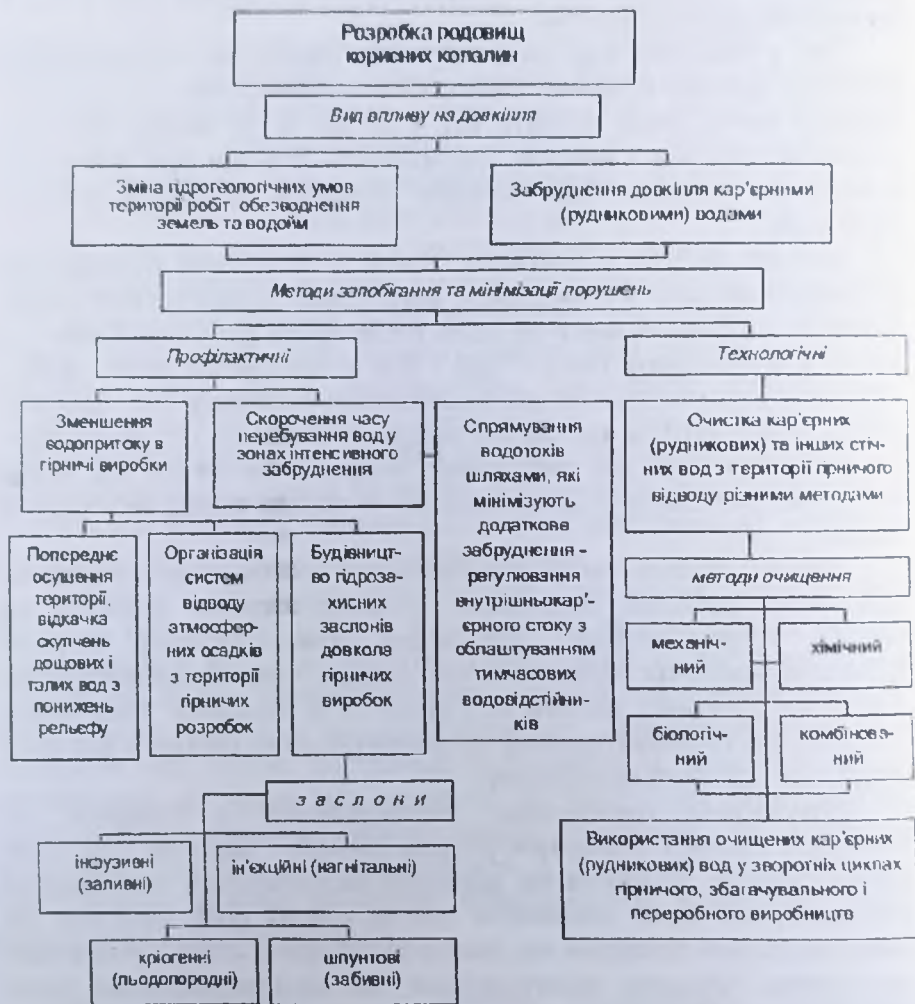 Розробка родовищ
корисних копалин
Вид впливу на довкілля
Зміна гідрогеологічних умов
території робіт обезводнення
земель та водойм
Забруднення довкілля кар'єрними
(рудниковими) водами
Методи запобігання та мінімізації порушень
Профілактичні
Технологічні
Зменшення
водопритоку в
гірничі виробки
Скорочення часу
перебування вод у
зонах інтенсивного
забруднення
Спрямування
водотоків
шляхами, які
мінімізують
додаткове
забруднення -
регулювання
внутрішньокар'-
єрного стоку з
облаштуванням
тимчасових
водовідстійни-
ків
Очистка кар'єрних
(рудникових) та інших стіч-
них вод з території гірничого
відводу різними методами
Попереднє
осушення
території,
відкачка
скупчень
дощових і
талих вод з
понижень
рельєфу
Організація
систем
відводу
атмосфер-
них осадків
з території
гірничих
розробок
Будівницт-
во гідроза-
хисних
заслонів
довкола
гірничих
виробок
методи очищення
механіч-
ний
хімічний
біологіч-
ний
комбінова-
ний
заслони
інфузивні
(заливні)
ін'єкційні (нагнітальні)
кріогенні
(льодопородні)
шпунтові
(забивні)
Використання очищених кар'єрних
(рудникових) вод у зворотніх циклах
гірничого, збагачувального і
переробного виробництв